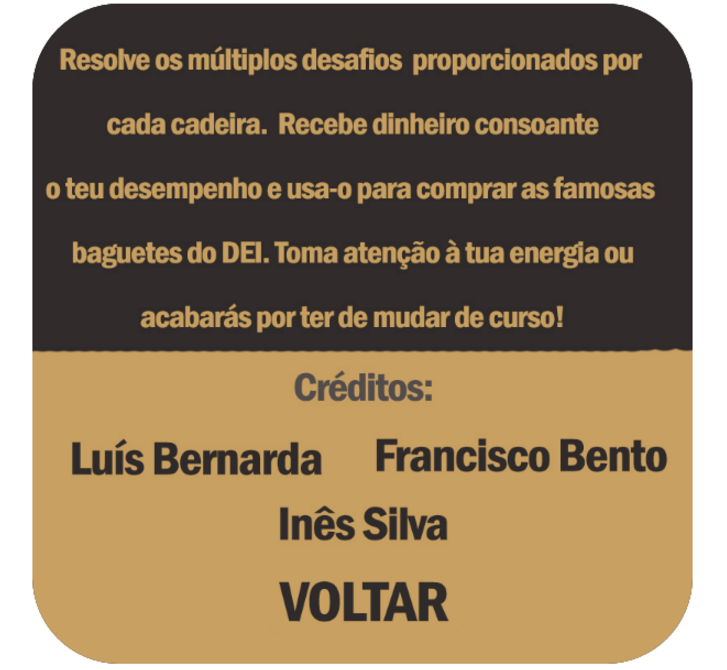 Resolve os múltiplos desafios proporcionados por
cada cadeira. Recebe dinheiro consoante
o teu desempenho e usa-o para comprar as famosas
baguetes do DEI. Toma atenção à tua energia ou
acabarás por ter de mudar de curso!
Créditos:
Luís Bernarda Francisco Bento
Inês Silva
VOLTAR